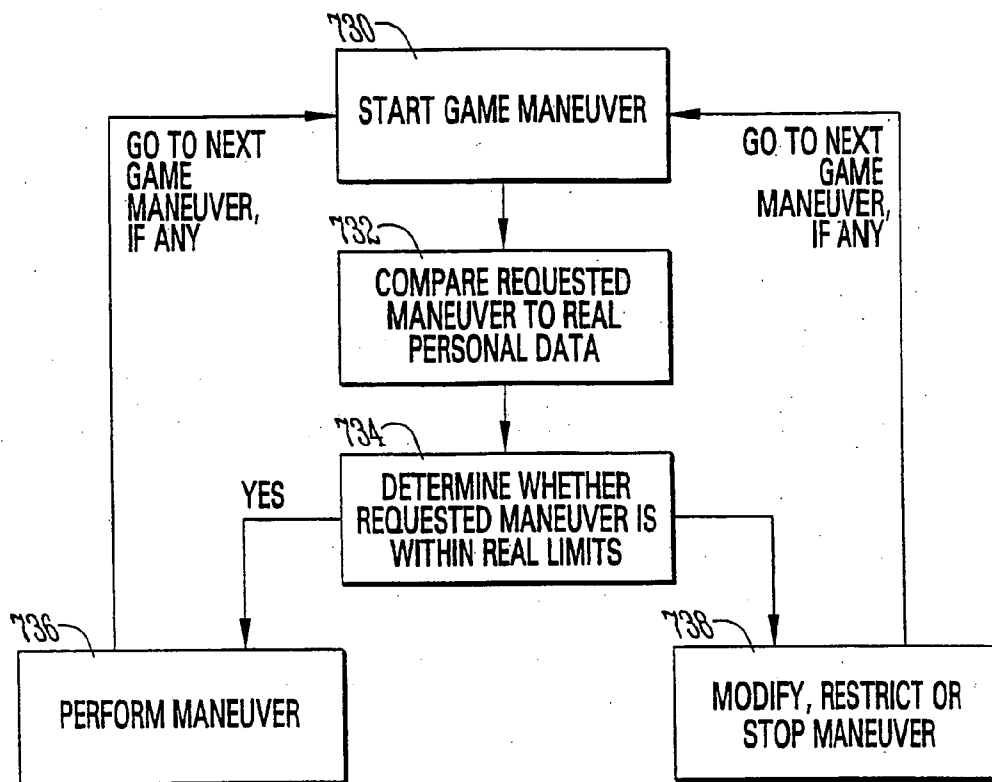 730
START GAME MANEUVER
GO TO NEXT
GAME
MANEUVER,
IF ANY
GO TO NEXT
GAME
MANEUVER,
IF ANY
732
COMPARE REQUESTED
MANEUVER TO REAL
PERSONAL DATA
734
DETERMINE WHETHER
REQUESTED MANEUVER IS
WITHIN REAL LIMITS
YES
736
PERFORM MANEUVER
738
MODIFY, RESTRICT OR
STOP MANEUVER